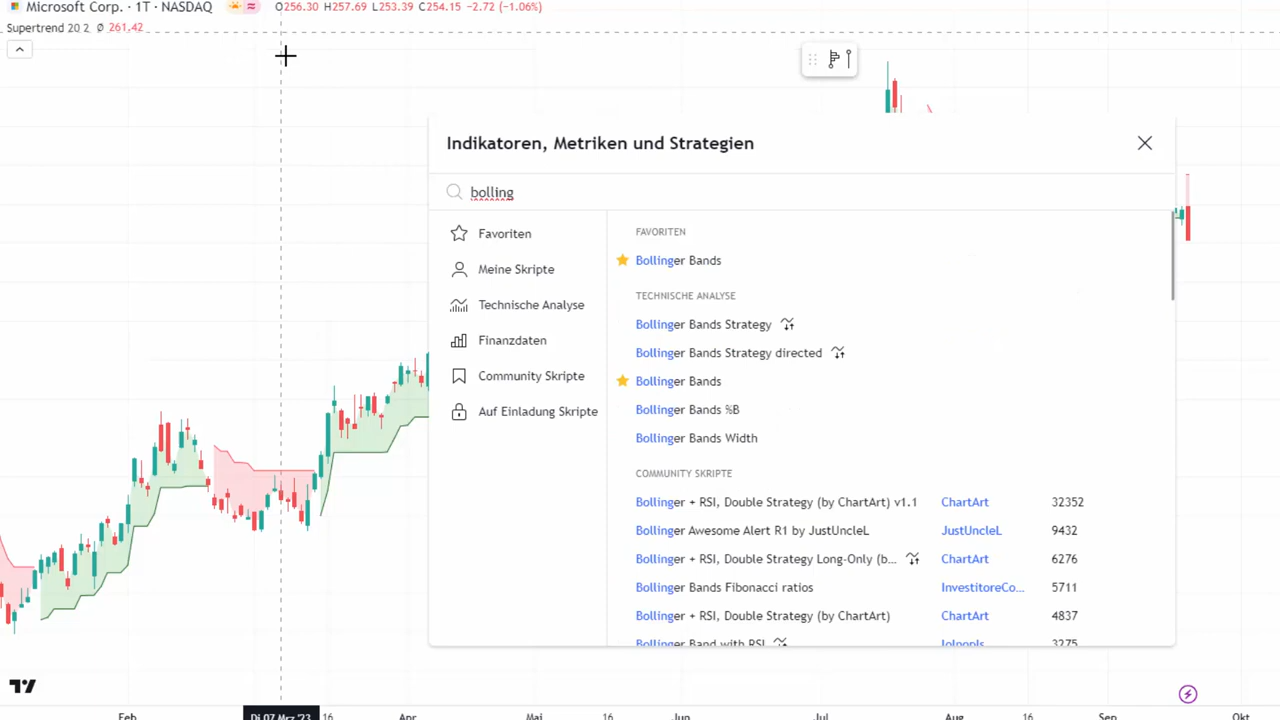 Microsoft Corp. · 1T · NASDAQ O256.30 H257.69 L253.39 C254.15 −2.72 (−1.06%)
Supertrend 20 2 Ø 261.42
Indikatoren, Metriken und Strategien
bolling
Favoriten
Meine Skripte
Technische Analyse
Finanzdaten
Community Skripte
Auf Einladung Skripte
FAVORITEN
Bollinger Bands
TECHNISCHE ANALYSE
Bollinger Bands Strategy
Bollinger Bands Strategy directed
Bollinger Bands
Bollinger Bands %B
Bollinger Bands Width
COMMUNITY SKRIPTE
Bollinger + RSI, Double Strategy (by ChartArt) v1.1 ChartArt 32352
Bollinger Awesome Alert R1 by JustUncleL JustUncleL 9432
Bollinger + RSI, Double Strategy Long-Only (b... ChartArt 6276
Bollinger Bands Fibonacci ratios InvestitoreCo... 5711
Bollinger + RSI, Double Strategy (by ChartArt) ChartArt 4837
Bollinger Band with RSI 3275
Feb Di 07 Mrz '23 16 Apr Mai 16 Jun Jul Aug 16 Sep Okt